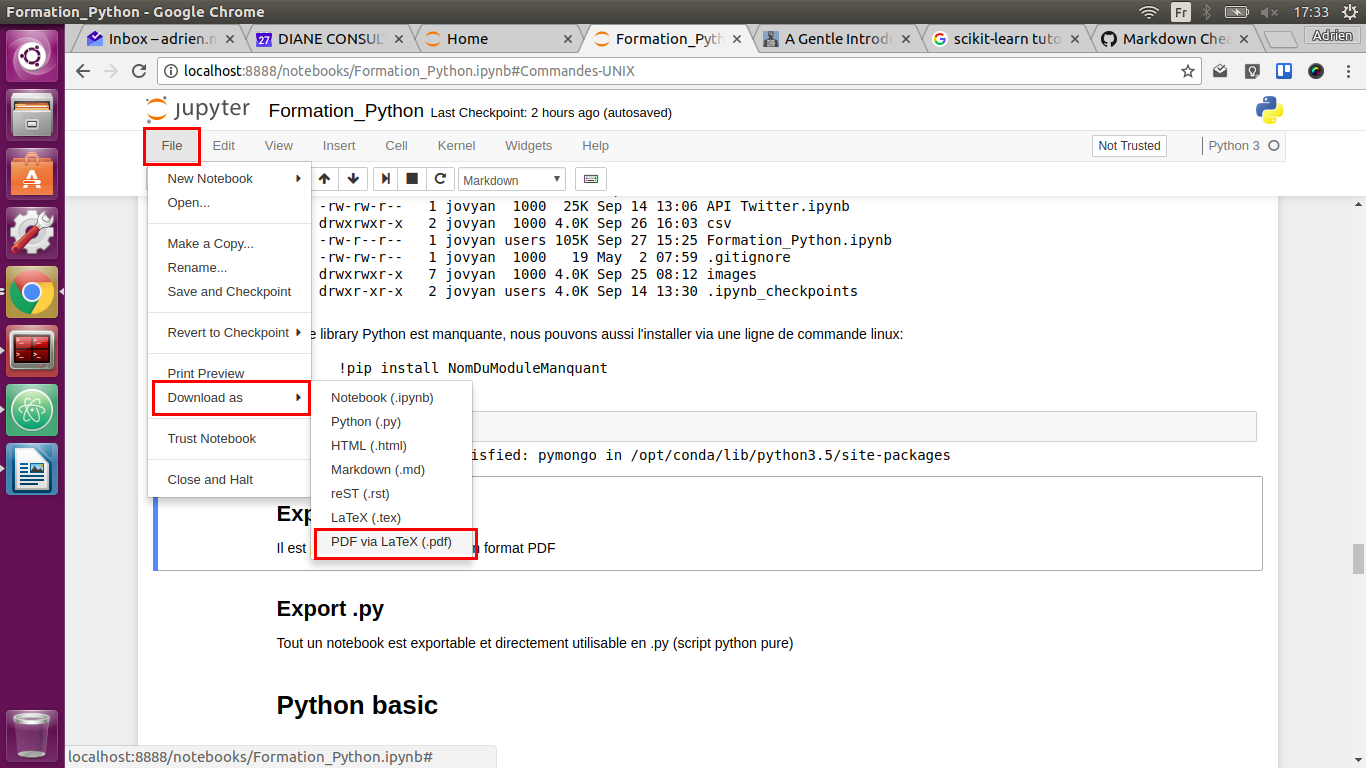 Formation_Python - Google Chrome
Fr
17:33
Inbox – adrien.m
27 DIANE CONSUL
Home
Formation_Pyth
A Gentle Introdu
scikit-learn tuto
Markdown Chea
Adrien
localhost:8888/notebooks/Formation_Python.ipynb#Commandes-UNIX
jupyter Formation_Python Last Checkpoint: 2 hours ago (autosaved)
File Edit View Insert Cell Kernel Widgets Help Not Trusted Python 3
Markdown
New Notebook
Open...
Make a Copy...
Rename...
Save and Checkpoint
Revert to Checkpoint
Print Preview
Download as
Trust Notebook
Close and Halt
Notebook (.ipynb)
Python (.py)
HTML (.html)
Markdown (.md)
reST (.rst)
LaTeX (.tex)
PDF via LaTeX (.pdf)
-rw-rw-r-- 1 jovyan 1000 25K Sep 14 13:06 API Twitter.ipynb
drwxrwxr-x 2 jovyan 1000 4.0K Sep 26 16:03 csv
-rw-r--r-- 1 jovyan users 105K Sep 27 15:25 Formation_Python.ipynb
-rw-rw-r-- 1 jovyan 1000 19 May 2 07:59 .gitignore
drwxrwxr-x 7 jovyan 1000 4.0K Sep 25 08:12 images
drwxr-xr-x 2 jovyan users 4.0K Sep 14 13:30 .ipynb_checkpoints
e library Python est manquante, nous pouvons aussi l'installer via une ligne de commande linux:
!pip install NomDuModuleManquant
isfied: pymongo in /opt/conda/lib/python3.5/site-packages
Exp
Il est format PDF
Export .py
Tout un notebook est exportable et directement utilisable en .py (script python pure)
Python basic
localhost:8888/notebooks/Formation_Python.ipynb#